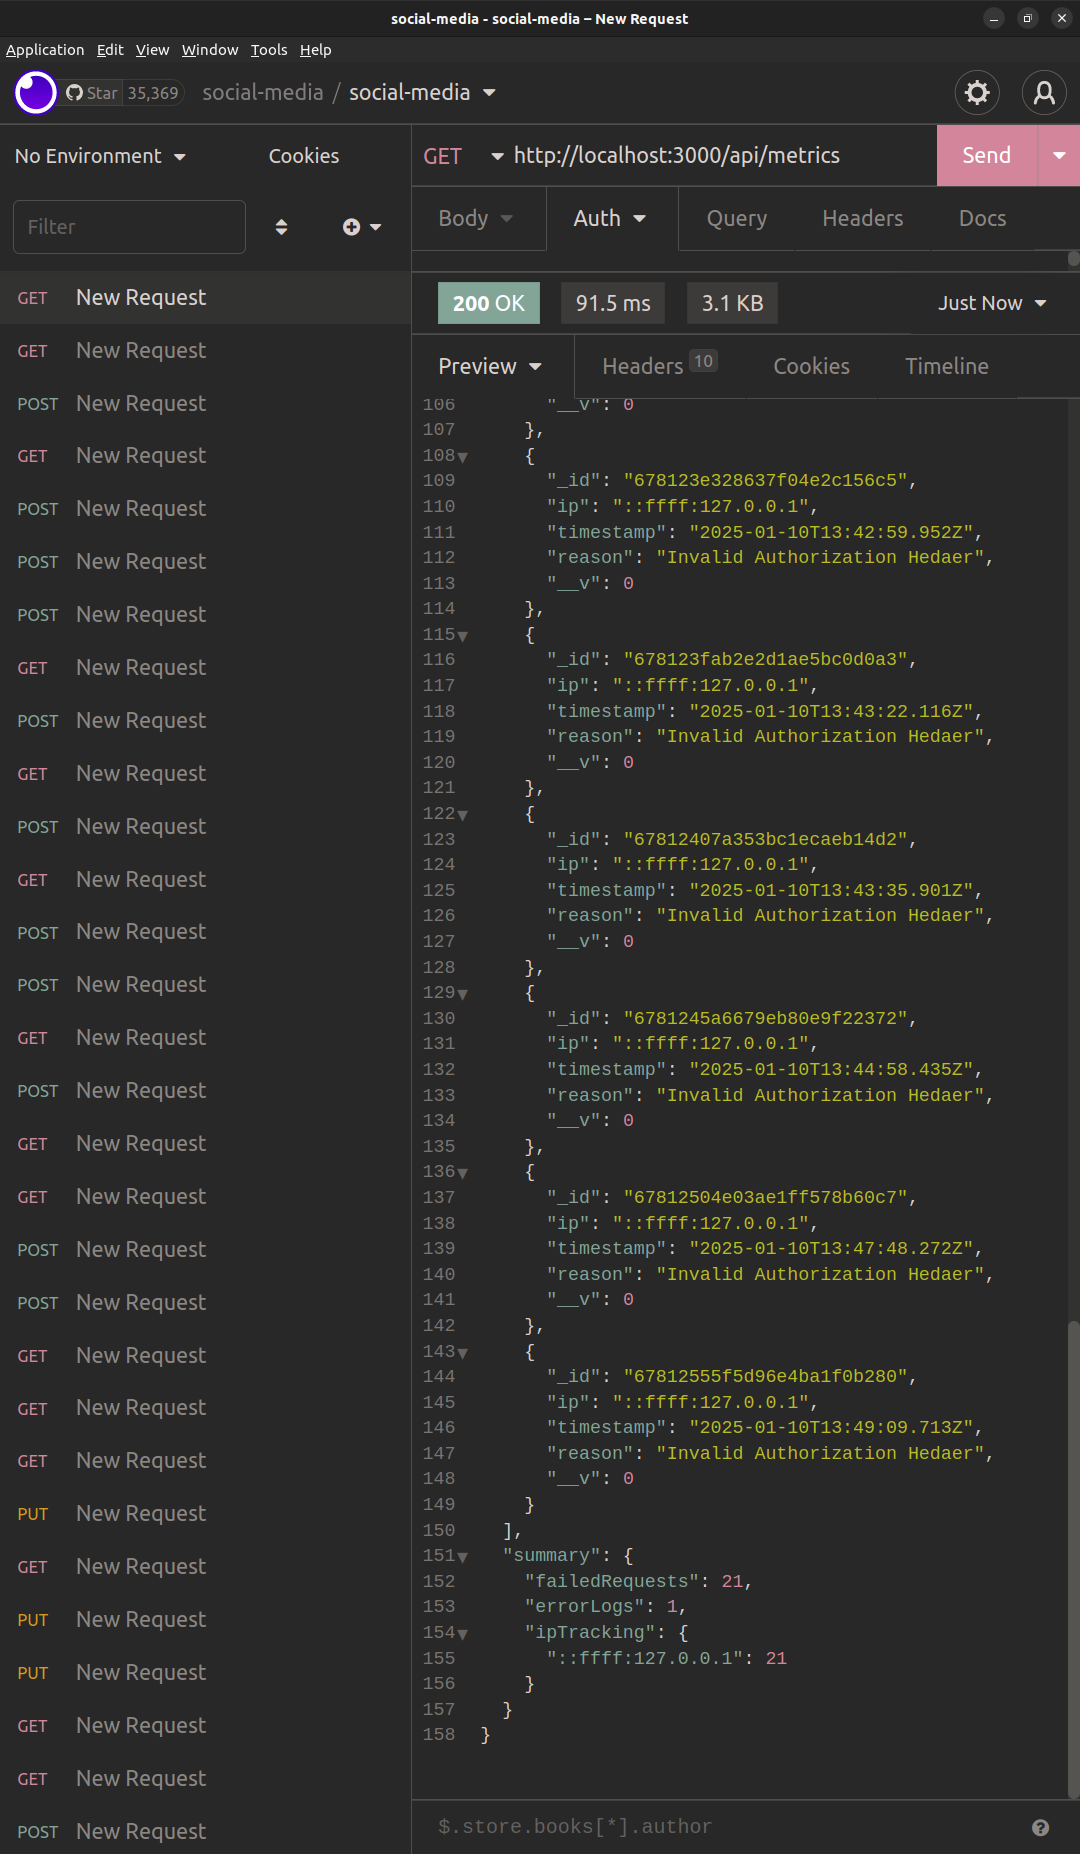 social-media - social-media – New Request
Application Edit View Window Tools Help
Star 35,369 social-media / social-media
No Environment Cookies
Filter
GET New Request
GET New Request
POST New Request
GET New Request
POST New Request
POST New Request
POST New Request
GET New Request
POST New Request
GET New Request
POST New Request
GET New Request
POST New Request
POST New Request
GET New Request
POST New Request
GET New Request
GET New Request
POST New Request
POST New Request
GET New Request
GET New Request
GET New Request
PUT New Request
GET New Request
PUT New Request
PUT New Request
GET New Request
GET New Request
POST New Request
GET http://localhost:3000/api/metrics Send
Body Auth Query Headers Docs
200 OK 91.5 ms 3.1 KB Just Now
Preview Headers 10 Cookies Timeline
106 "__v": 0
107 },
108 {
109 "_id": "678123e328637f04e2c156c5",
110 "ip": "::ffff:127.0.0.1",
111 "timestamp": "2025-01-10T13:42:59.952Z",
112 "reason": "Invalid Authorization Hedaer",
113 "__v": 0
114 },
115 {
116 "_id": "678123fab2e2d1ae5bc0d0a3",
117 "ip": "::ffff:127.0.0.1",
118 "timestamp": "2025-01-10T13:43:22.116Z",
119 "reason": "Invalid Authorization Hedaer",
120 "__v": 0
121 },
122 {
123 "_id": "67812407a353bc1ecaeb14d2",
124 "ip": "::ffff:127.0.0.1",
125 "timestamp": "2025-01-10T13:43:35.901Z",
126 "reason": "Invalid Authorization Hedaer",
127 "__v": 0
128 },
129 {
130 "_id": "6781245a6679eb80e9f22372",
131 "ip": "::ffff:127.0.0.1",
132 "timestamp": "2025-01-10T13:44:58.435Z",
133 "reason": "Invalid Authorization Hedaer",
134 "__v": 0
135 },
136 {
137 "_id": "67812504e03ae1ff578b60c7",
138 "ip": "::ffff:127.0.0.1",
139 "timestamp": "2025-01-10T13:47:48.272Z",
140 "reason": "Invalid Authorization Hedaer",
141 "__v": 0
142 },
143 {
144 "_id": "67812555f5d96e4ba1f0b280",
145 "ip": "::ffff:127.0.0.1",
146 "timestamp": "2025-01-10T13:49:09.713Z",
147 "reason": "Invalid Authorization Hedaer",
148 "__v": 0
149 }
150 ],
151 "summary": {
152 "failedRequests": 21,
153 "errorLogs": 1,
154 "ipTracking": {
155 "::ffff:127.0.0.1": 21
156 }
157 }
158 }
$.store.books[*].author